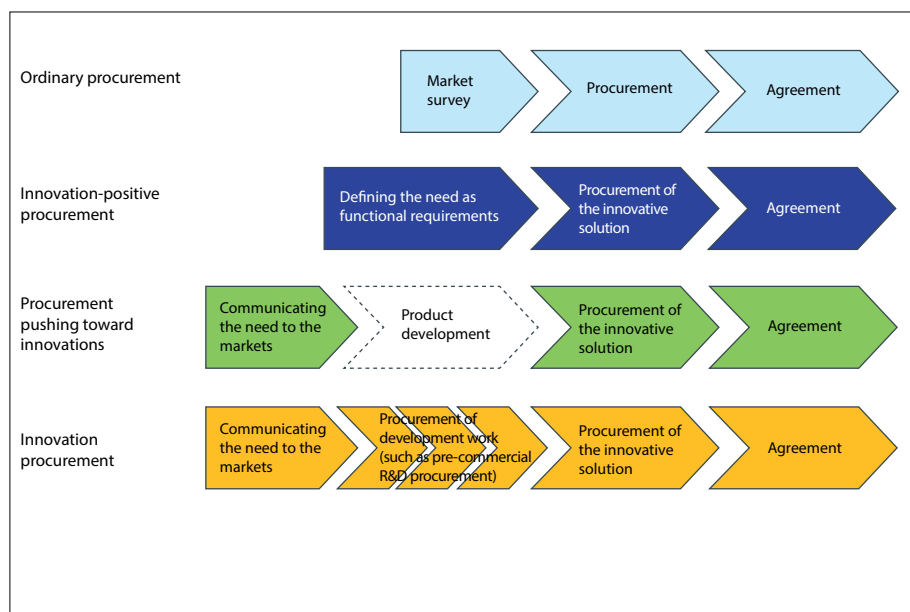 Ordinary procurement
Market
survey
Procurement
Agreement
Innovation-positive
procurement
Defining the need as
functional requirements
Procurement of
the innovative
solution
Agreement
Procurement
pushing toward
innovations
Communicating
the need to the
markets
Product
development
Procurement of
the innovative
solution
Agreement
Innovation
procurement
Communicating
the need to the
markets
Procurement of
development work
(such as pre-commercial
R&D procurement)
Procurement of
the innovative
solution
Agreement